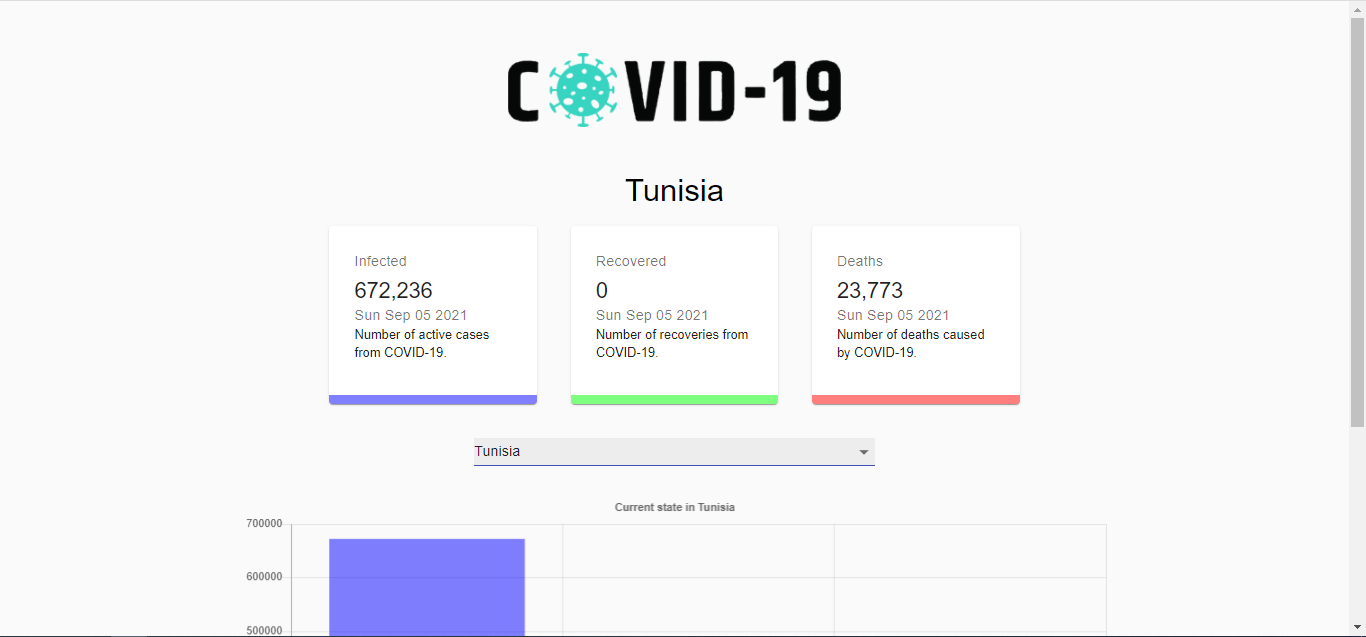 COVID-19
Tunisia
Infected
672,236
Sun Sep 05 2021
Number of active cases
from COVID-19.
Recovered
0
Sun Sep 05 2021
Number of recoveries from
COVID-19.
Deaths
23,773
Sun Sep 05 2021
Number of deaths caused
by COVID-19.
Tunisia
Current state in Tunisia
700000
600000
500000